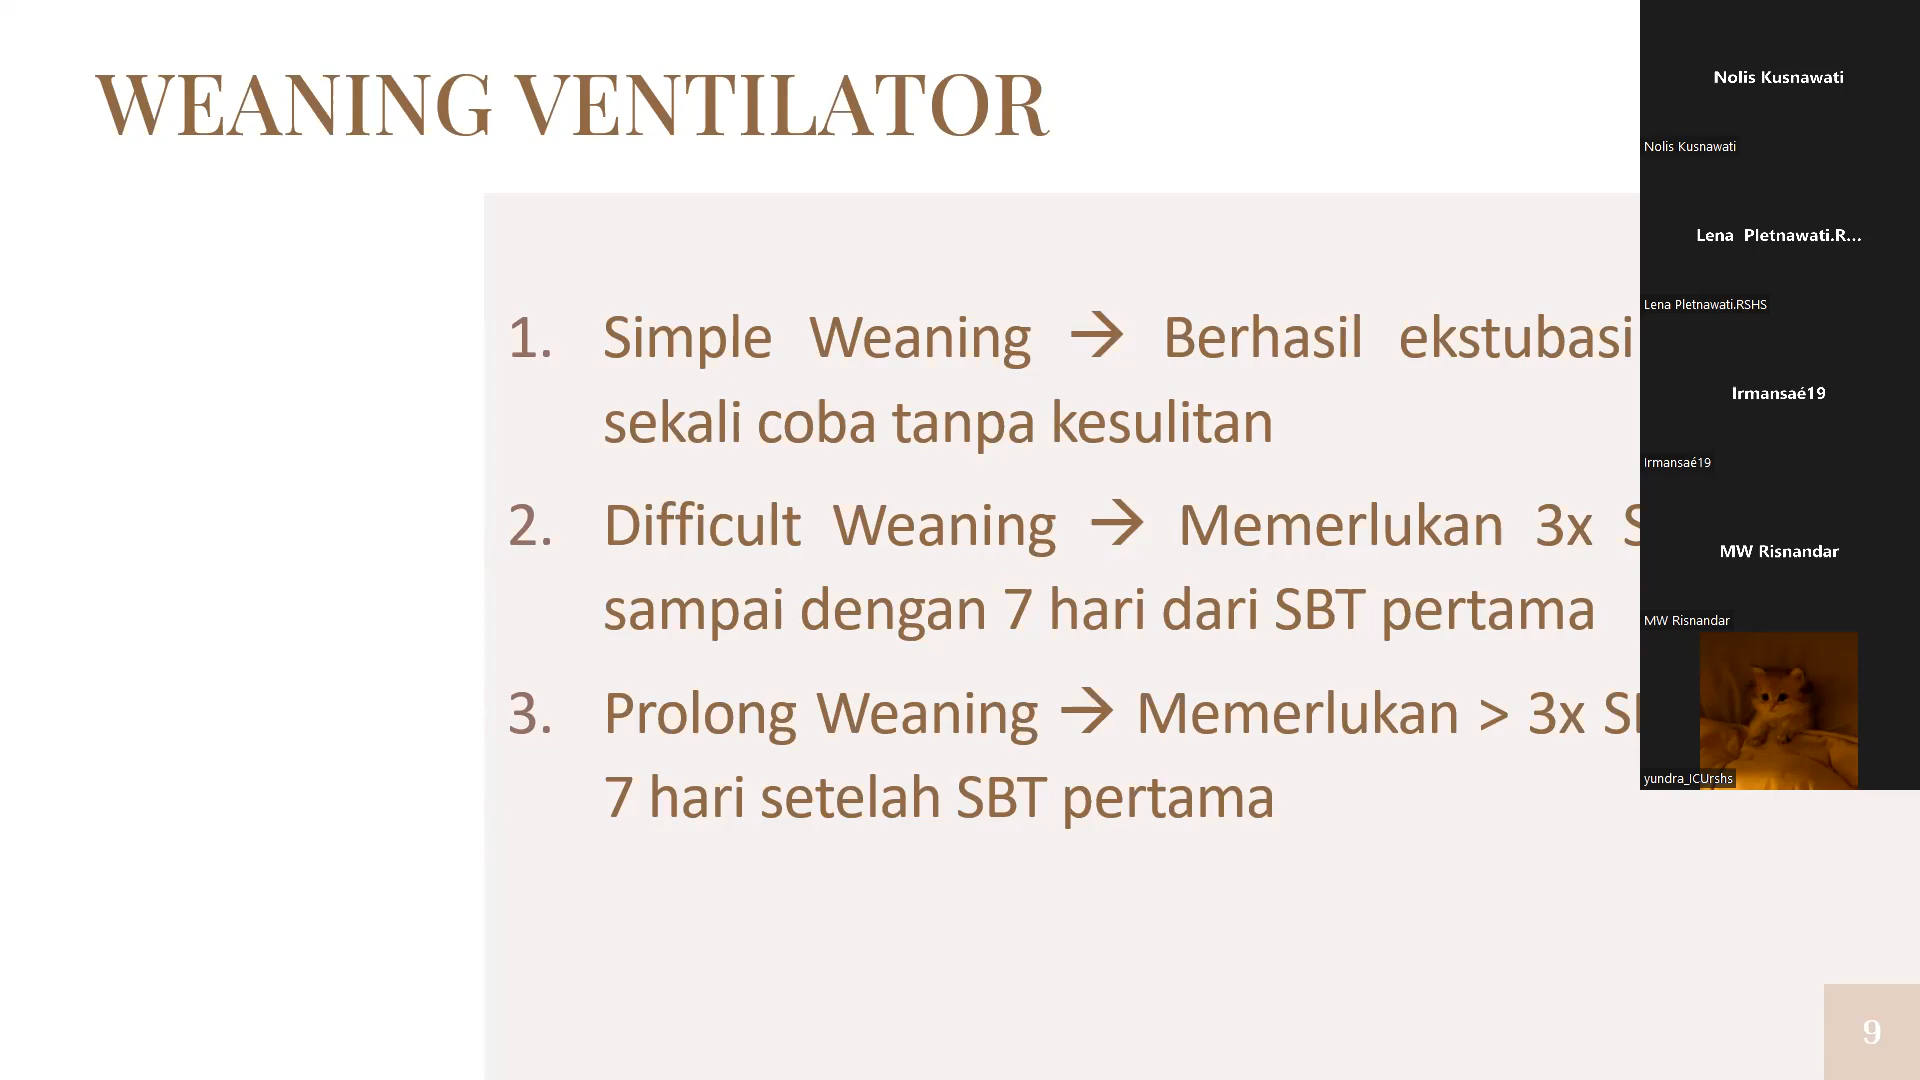 WEANING VENTILATOR
1. Simple Weaning → Berhasil ekstubasi
sekali coba tanpa kesulitan
2. Difficult Weaning → Memerlukan 3x
sampai dengan 7 hari dari SBT pertama
3. Prolong Weaning → Memerlukan > 3x
7 hari setelah SBT pertama
9
Nolis Kusnawati
Nolis Kusnawati
Lena Pletnawati.R...
Lena Pletnawati.RSHS
Irmansaé19
Irmansaé19
MW Risnandar
MW Risnandar
yundra_ICUrshs